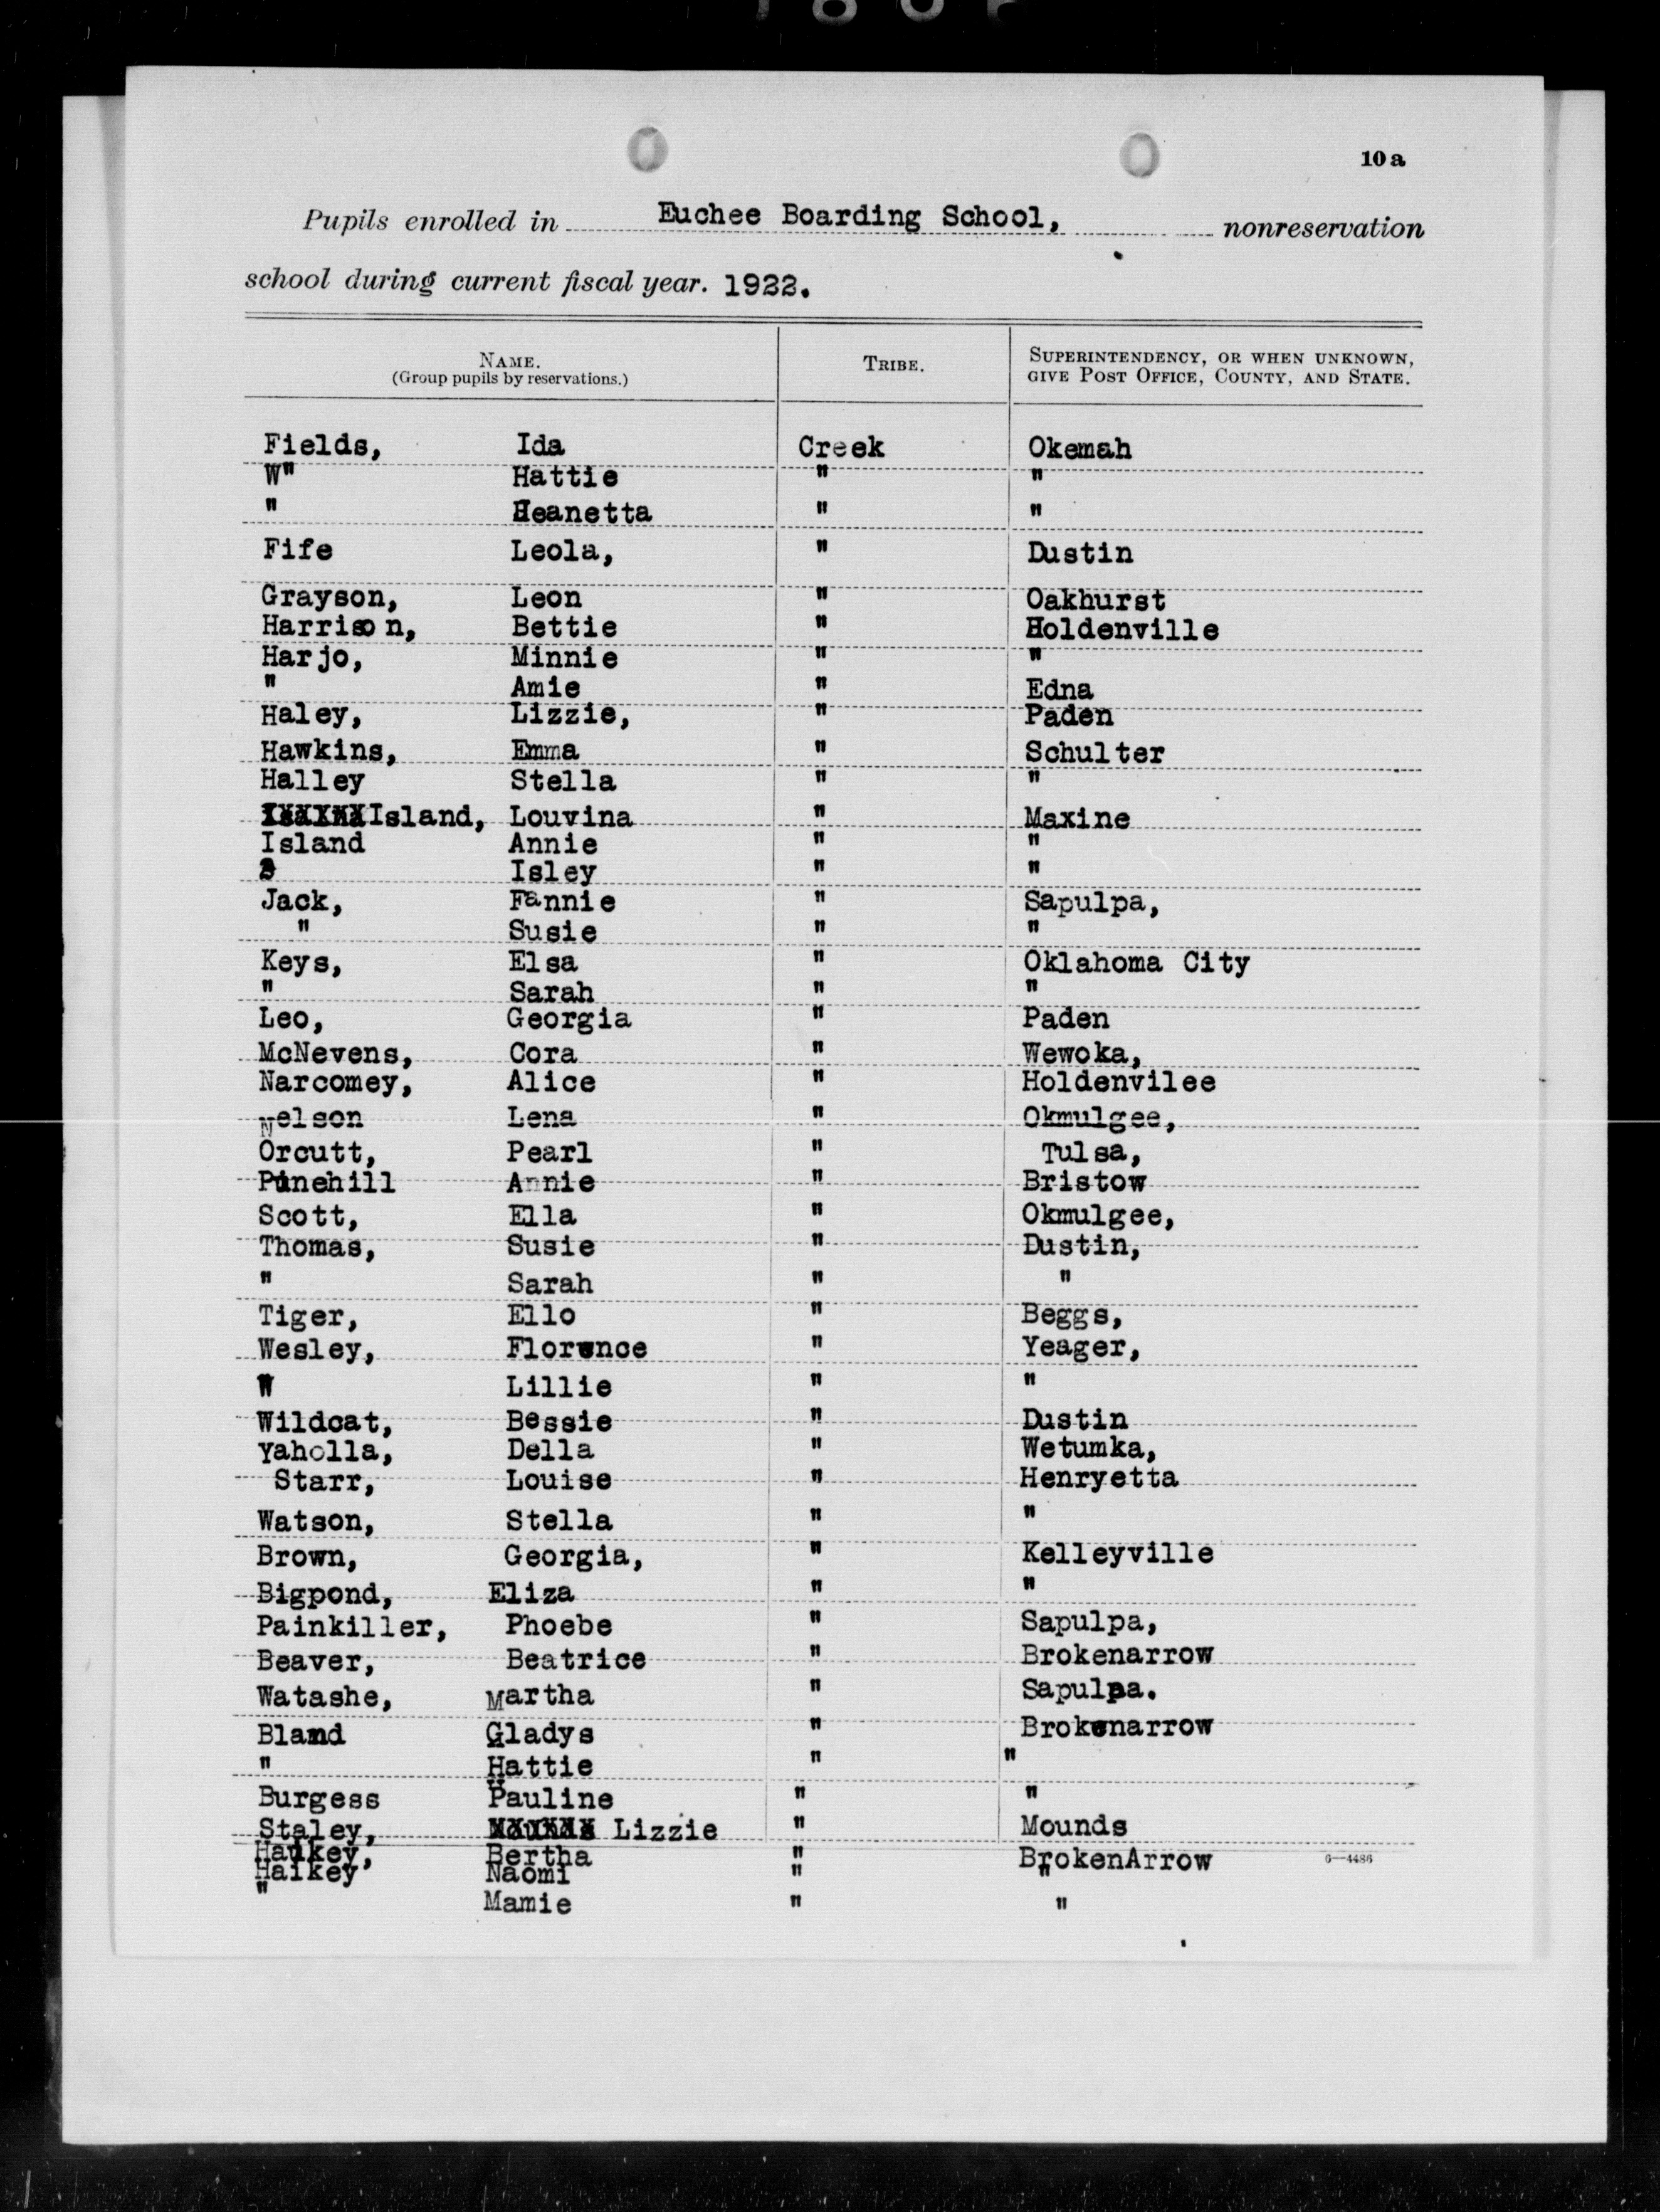 10 a
Pupils enrolled in Euchee Boarding School, nonreservation
school during current fiscal year. 1922.
NAME. TRIBE. SUPERINTENDENCY, OR WHEN UNKNOWN,
(Group pupils by reservations.) GIVE POST OFFICE, COUNTY, AND STATE.
Fields, Ida Creek Okemah
W" Hattie " "
" Heanetta " "
Fife Leola, " Dustin
Grayson, Leon " Oakhurst
Harrison, Bettie " Holdenville
Harjo, Minnie " "
" Amie " Edna
Haley, Lizzie, " Paden
Hawkins, Emma " Schulter
Halley Stella " "
Island, Louvina " Maxine
Island Annie " "
Isley " "
Jack, Fannie " Sapulpa,
" Susie " "
Keys, Elsa " Oklahoma City
" Sarah " "
Leo, Georgia " Paden
McNevens, Cora " Wewoka,
Narcomey, Alice " Holdenvilee
Nelson Lena " Okmulgee,
Orcutt, Pearl " Tulsa,
Punehill Annie " Bristow
Scott, Ella " Okmulgee,
Thomas, Susie " Dustin,
" Sarah " "
Tiger, Ello " Beggs,
Wesley, Florence " Yeager,
" Lillie " "
Wildcat, Bessie " Dustin
Yaholla, Della " Wetumka,
Starr, Louise " Henryetta
Watson, Stella " "
Brown, Georgia, " Kelleyville
Bigpond, Eliza " "
Painkiller, Phoebe " Sapulpa,
Beaver, Beatrice " Brokenarrow
Watashe, Martha " Sapulpa.
Bland Gladys " Brokenarrow
" Hattie " "
Burgess Pauline " "
Staley, Lizzie " Mounds
Haikey, Bertha " BrokenArrow 6—4486
Haikey Naomi " "
" Mamie " "